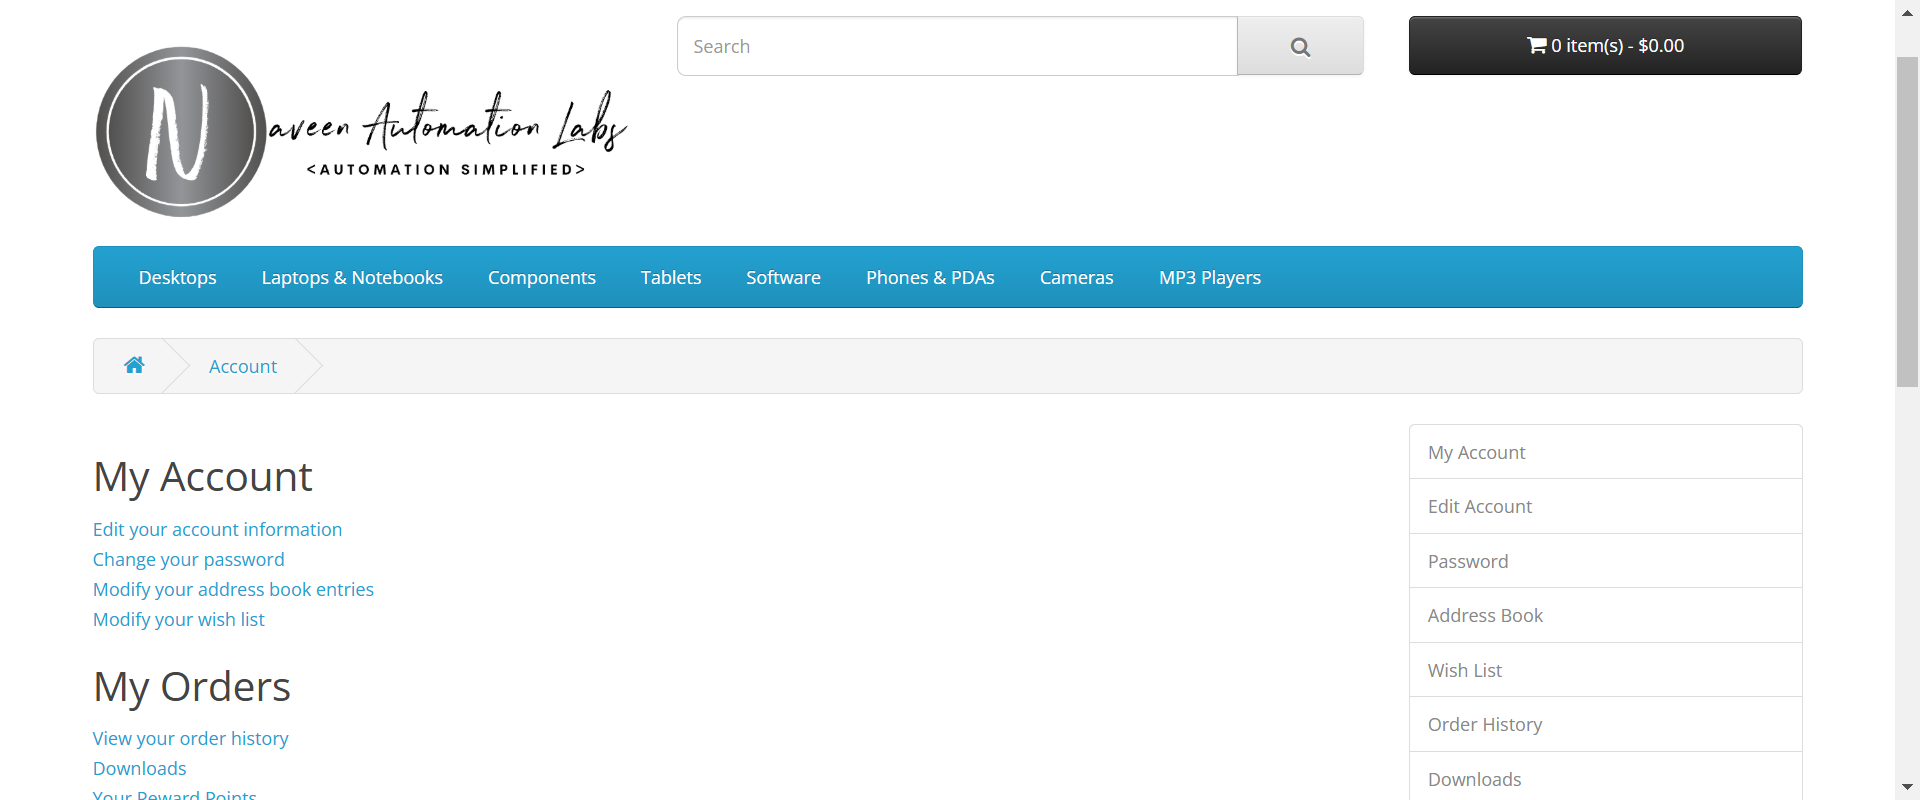 Search
0 item(s) - $0.00
N
aveen Automation Labs
<AUTOMATION SIMPLIFIED>
Desktops Laptops & Notebooks Components Tablets Software Phones & PDAs Cameras MP3 Players
Account
My Account
Edit your account information
Change your password
Modify your address book entries
Modify your wish list
My Orders
View your order history
Downloads
Your Reward Points
My Account
Edit Account
Password
Address Book
Wish List
Order History
Downloads